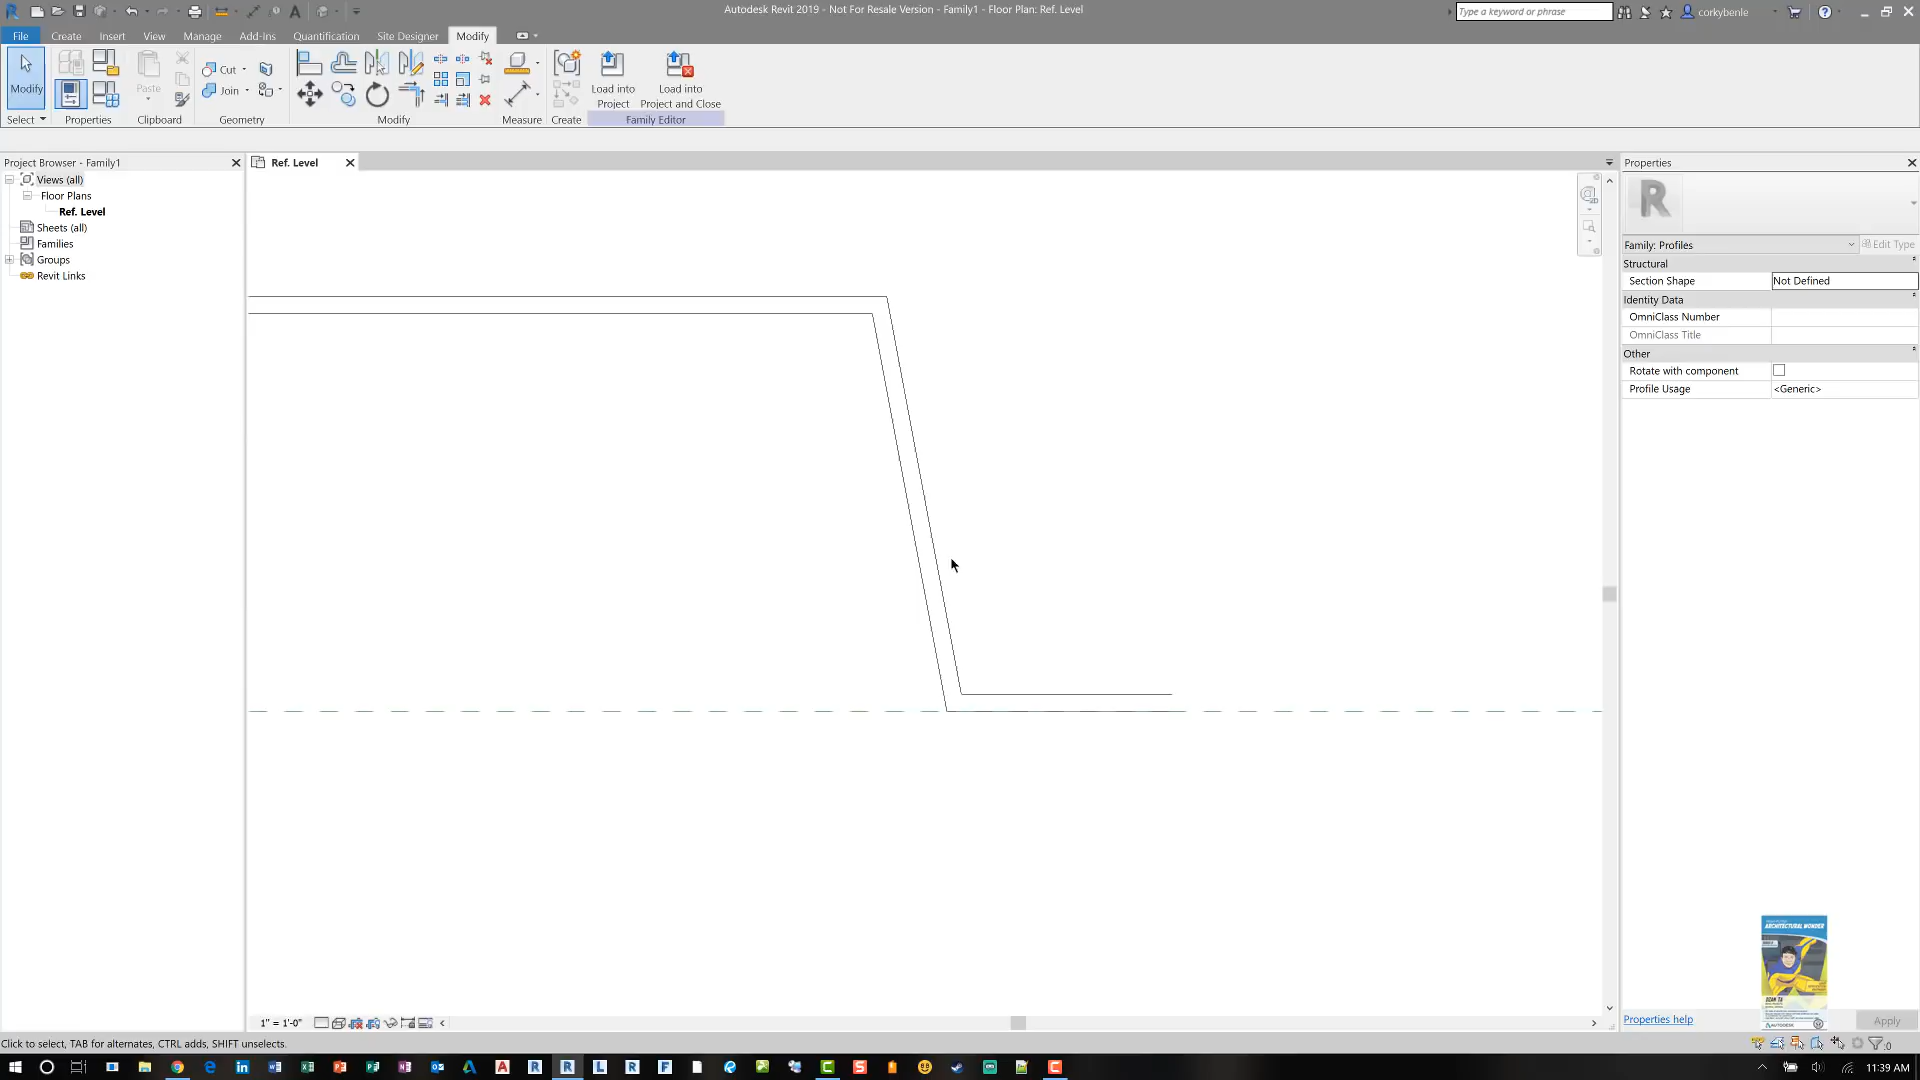 Autodesk Revit 2019 - Not For Resale Version - Family1 - Floor Plan: Ref. Level
Type a keyword or phrase
corkybenle
File Create Insert View Manage Add-Ins Quantification Site Designer Modify
Modify
Paste
Cut
Join
Load into
Project
Load into
Project and Close
Select Properties Clipboard Geometry Modify Measure Create Family Editor
Project Browser - Family1
Views (all)
Floor Plans
Ref. Level
Sheets (all)
Families
Groups
Revit Links
Ref. Level
Properties
R
Family: Profiles
Edit Type
Structural
Section Shape Not Defined
Identity Data
OmniClass Number
OmniClass Title
Other
Rotate with component
Profile Usage <Generic>
ARCHITECTURAL WONDER
AUTODESK
Properties help
Apply
1" = 1'-0"
Click to select, TAB for alternates, CTRL adds, SHIFT unselects.
:0
11:39 AM